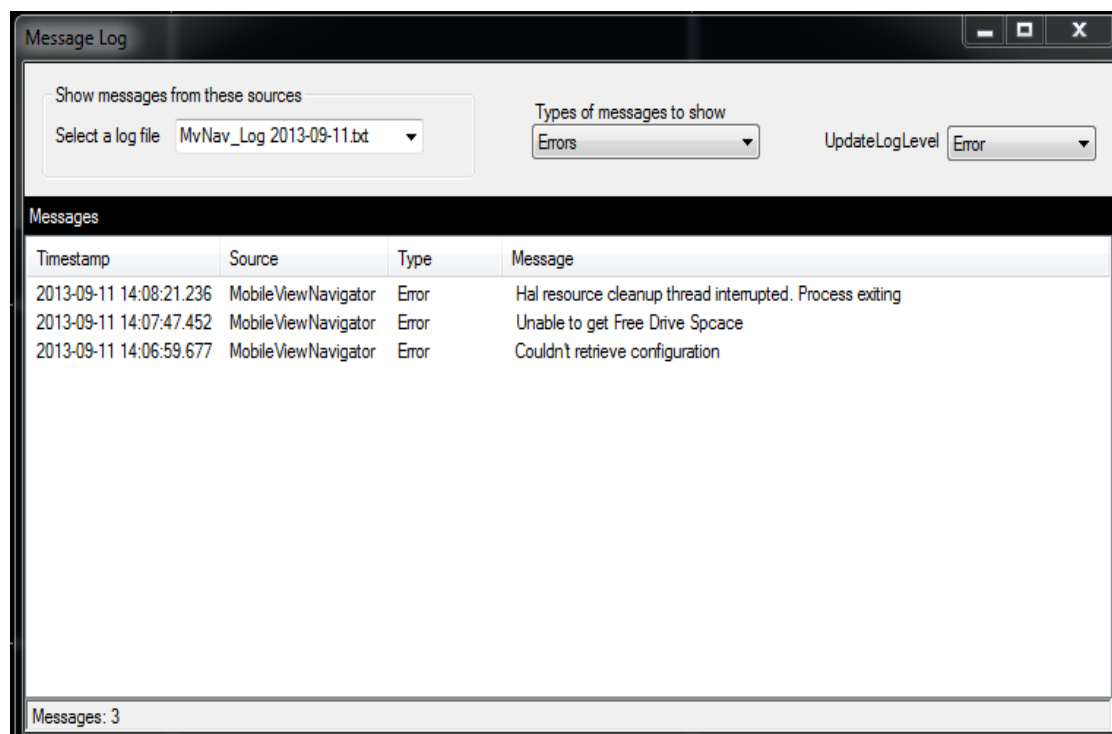 Message Log
Show messages from these sources
Select a log file MvNav_Log 2013-09-11.txt
Types of messages to show
Errors
UpdateLogLevel Error
Messages
Timestamp Source Type Message
2013-09-11 14:08:21.236 MobileViewNavigator Error Hal resource cleanup thread interrupted. Process exiting
2013-09-11 14:07:47.452 MobileViewNavigator Error Unable to get Free Drive Spcace
2013-09-11 14:06:59.677 MobileViewNavigator Error Couldn't retrieve configuration
Messages: 3